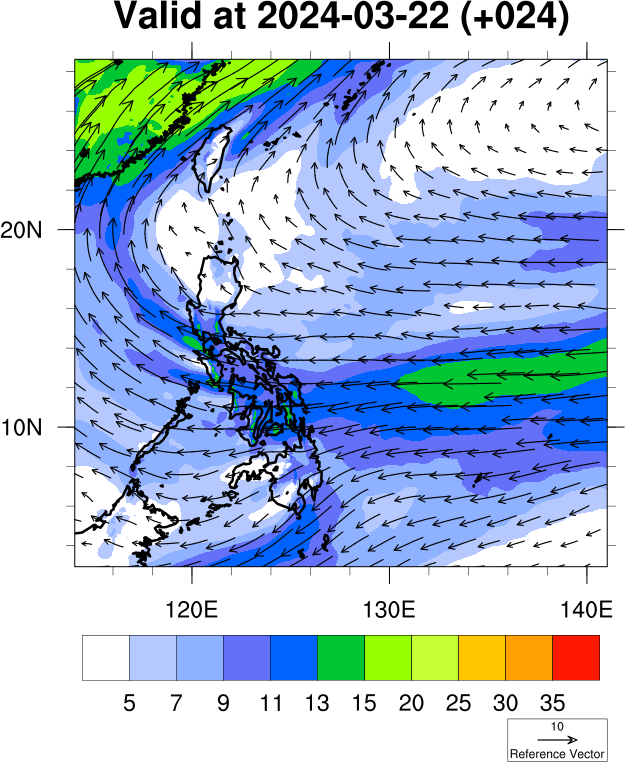 Valid at 2024-03-22 (+024)
20N
10N
120E 130E 140E
5 7 9 11 13 15 20 25 30 35
10
Reference Vector